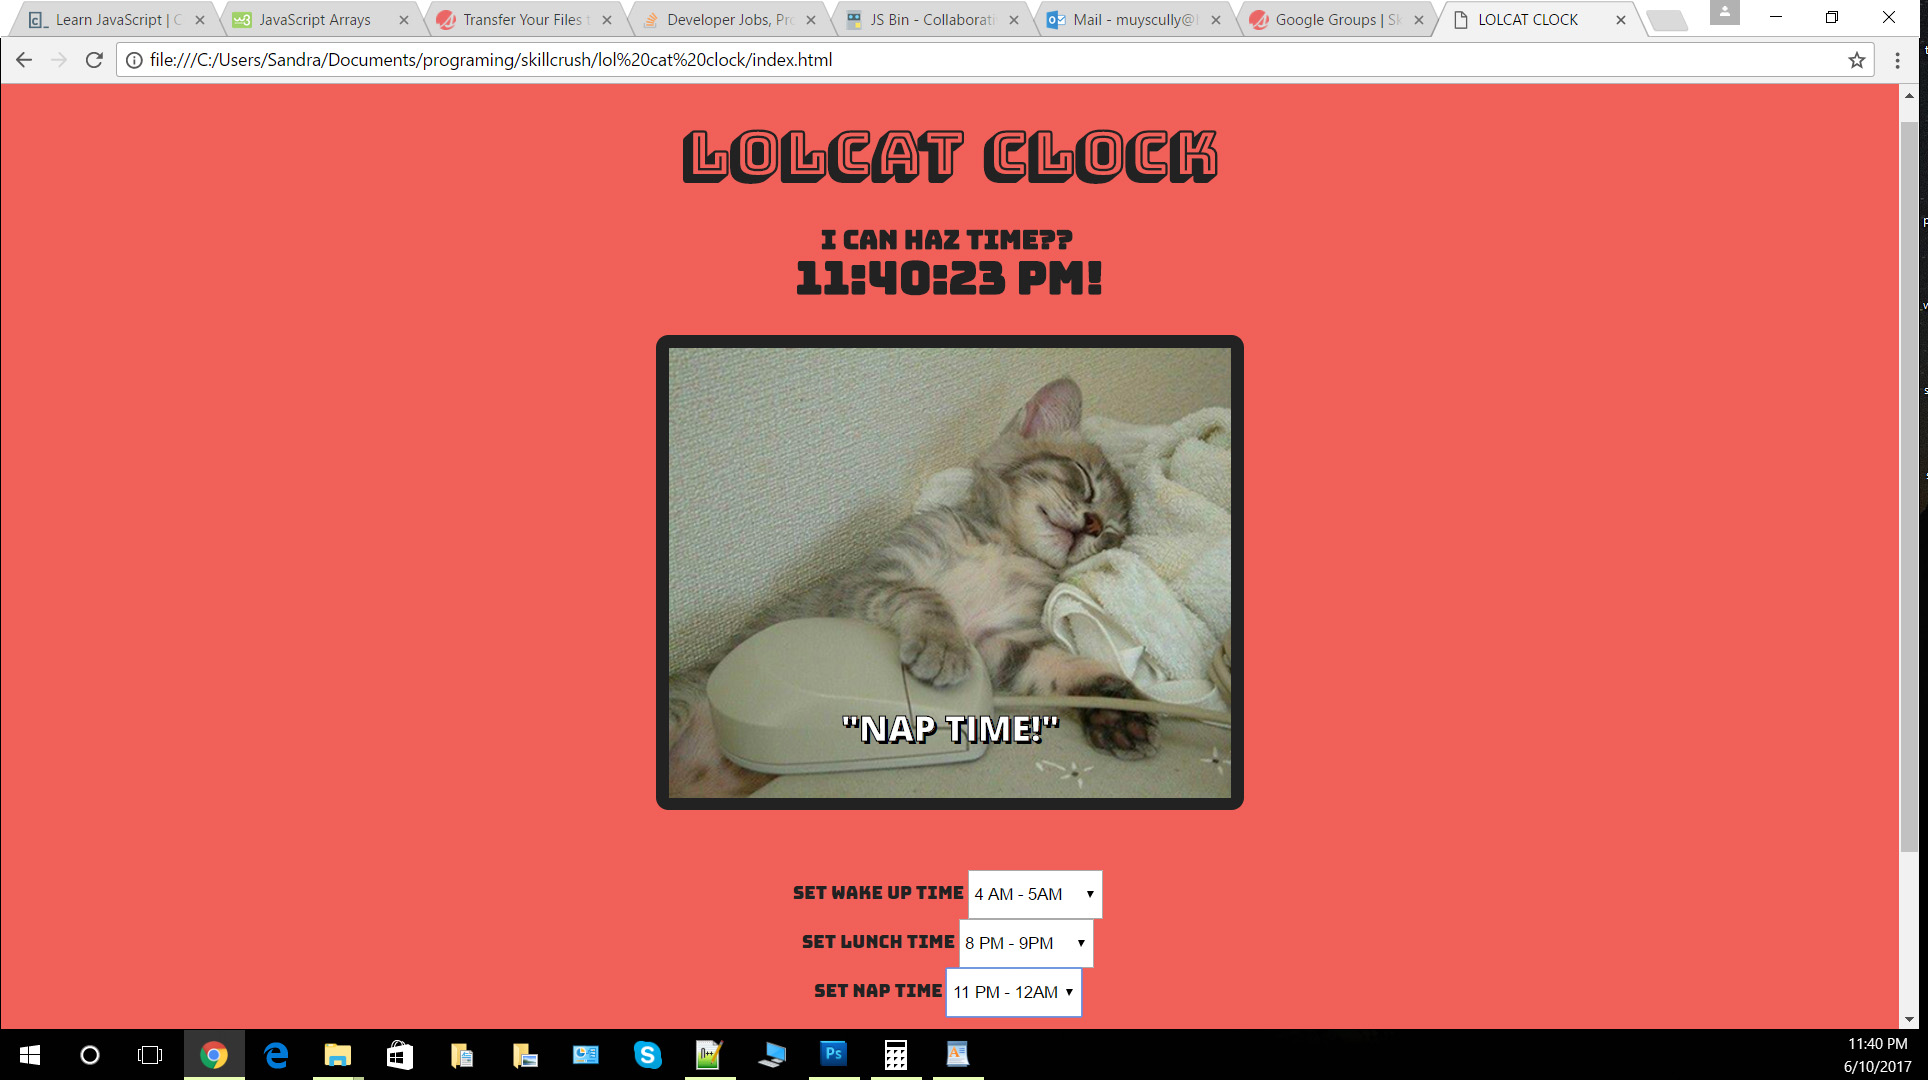 Learn JavaScript | C
JavaScript Arrays
Transfer Your Files t
Developer Jobs, Pro
JS Bin - Collaborati
Mail - muyscully@
Google Groups | Sk
LOLCAT CLOCK
file:///C:/Users/Sandra/Documents/programing/skillcrush/lol%20cat%20clock/index.html
LOLCAT CLOCK
I CAN HAZ TIME??
11:40:23 PM!
"NAP TIME!"
SET WAKE UP TIME 4 AM - 5AM
SET LUNCH TIME 8 PM - 9PM
SET NAP TIME 11 PM - 12AM
Ps
11:40 PM
6/10/2017